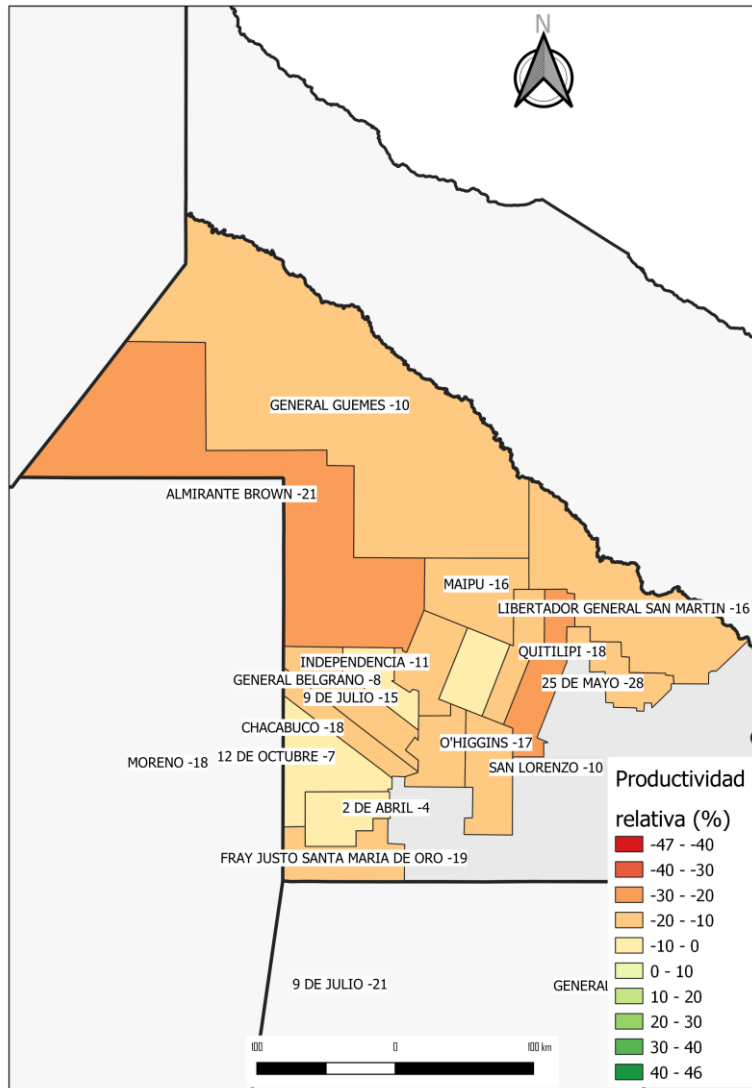 N
GENERAL GUEMES -10
ALMIRANTE BROWN -21
MAIPU -16
LIBERTADOR GENERAL SAN MARTIN -16
QUITILIPI -18
INDEPENDENCIA -11
GENERAL BELGRANO -8
25 DE MAYO -28
9 DE JULIO -15
CHACABUCO -18
O'HIGGINS -17
12 DE OCTUBRE -7
MORENO -18
SAN LORENZO -10
2 DE ABRIL -4
FRAY JUSTO SANTA MARIA DE ORO -19
9 DE JULIO -21
GENERAL
Productividad
relativa (%)
-47 - -40
-40 - -30
-30 - -20
-20 - -10
-10 - 0
0 - 10
10 - 20
20 - 30
30 - 40
40 - 46
100 0 100 km